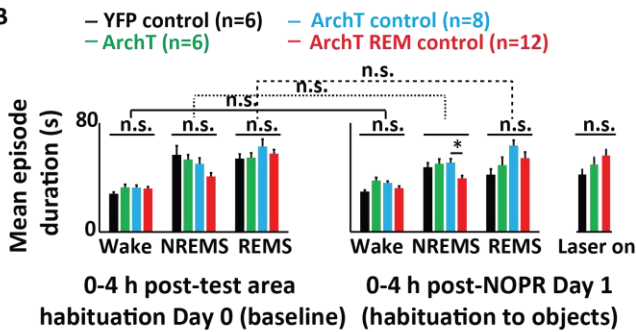 B
YFP control (n=6) ArchT control (n=8)
ArchT (n=6) ArchT REM control (n=12)
n.s.
n.s.
n.s.
80 n.s. n.s. n.s. n.s. n.s. n.s.
*
Mean episode
duration (s)
0
Wake NREMS REMS Wake NREMS REMS Laser on
0-4 h post-test area 0-4 h post-NOPR Day 1
habituation Day 0 (baseline) (habituation to objects)